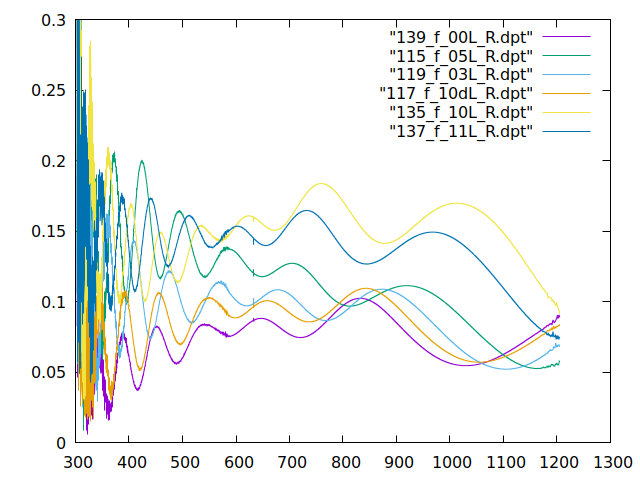 0.3
0.25
0.2
0.15
0.1
0.05
0
300 400 500 600 700 800 900 1000 1100 1200 1300
"139_f_00L_R.dpt"
"115_f_05L_R.dpt"
"119_f_03L_R.dpt"
"117_f_10dL_R.dpt"
"135_f_10L_R.dpt"
"137_f_11L_R.dpt"